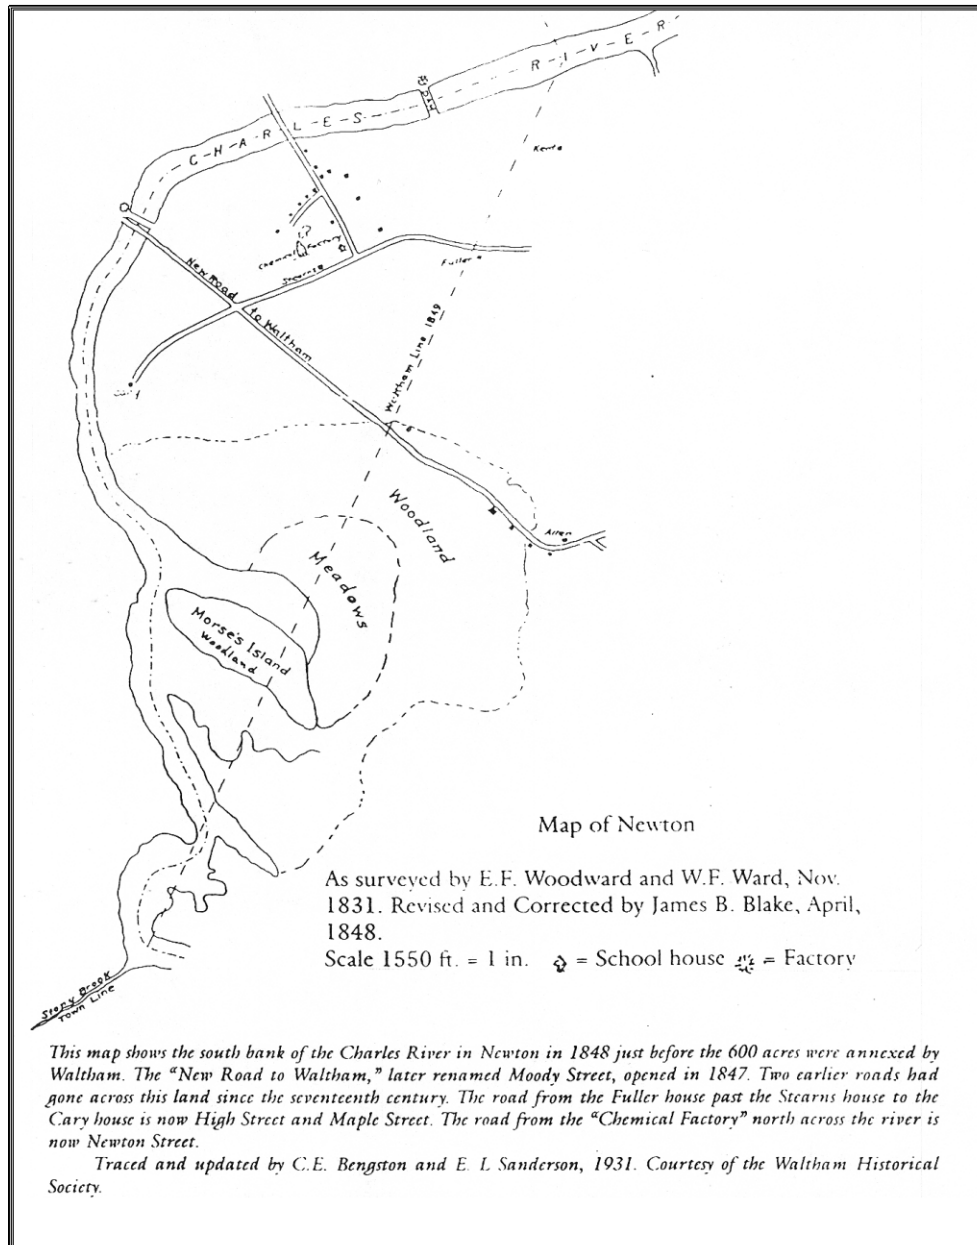 C-H-A-R-L-E-S
R-I-V-E-R
DAM
Kent
Chemical Factory
Stearns
Fuller
New Road
to Waltham
Waltham Line 1849
Woodland
Allen
Meadows
Morse's Island
Woodland
Stony Brook
Town Line
Map of Newton
As surveyed by E.F. Woodward and W.F. Ward, Nov.
1831. Revised and Corrected by James B. Blake, April,
1848.
Scale 1550 ft. = 1 in. = School house = Factory
This map shows the south bank of the Charles River in Newton in 1848 just before the 600 acres were annexed by
Waltham. The "New Road to Waltham," later renamed Moody Street, opened in 1847. Two earlier roads had
gone across this land since the seventeenth century. The road from the Fuller house past the Stearns house to the
Cary house is now High Street and Maple Street. The road from the "Chemical Factory" north across the river is
now Newton Street.
Traced and updated by C.E. Bengston and E. L Sanderson, 1931. Courtesy of the Waltham Historical
Society.